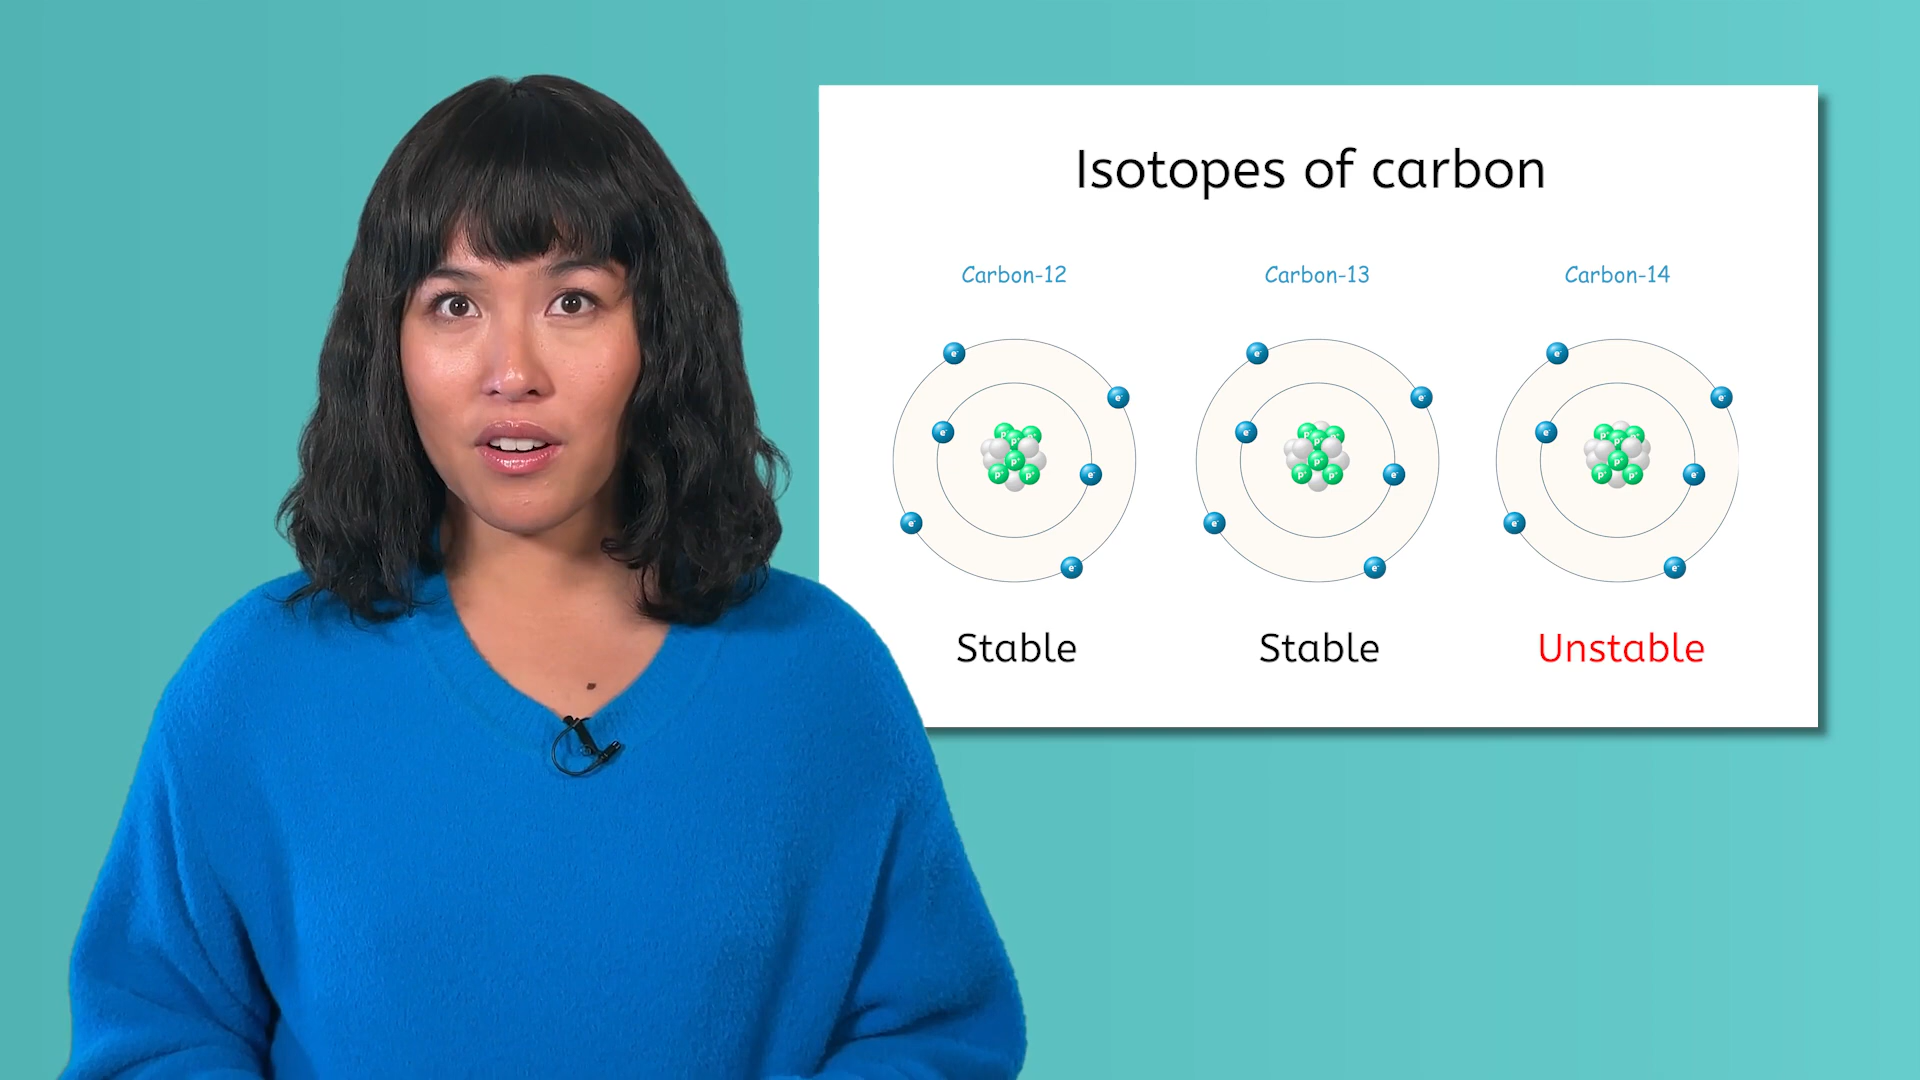 Isotopes of carbon
Carbon-12
Carbon-13
Carbon-14
e⁻
e⁻
e⁻
e⁻
e⁻
e⁻
e⁻
e⁻
e⁻
e⁻
e⁻
e⁻
p⁺
p⁺
p⁺
p⁺
p⁺
p⁺
p⁺
p⁺
p⁺
p⁺
p⁺
p⁺
e⁻
e⁻
e⁻
e⁻
e⁻
e⁻
Stable
Stable
Unstable